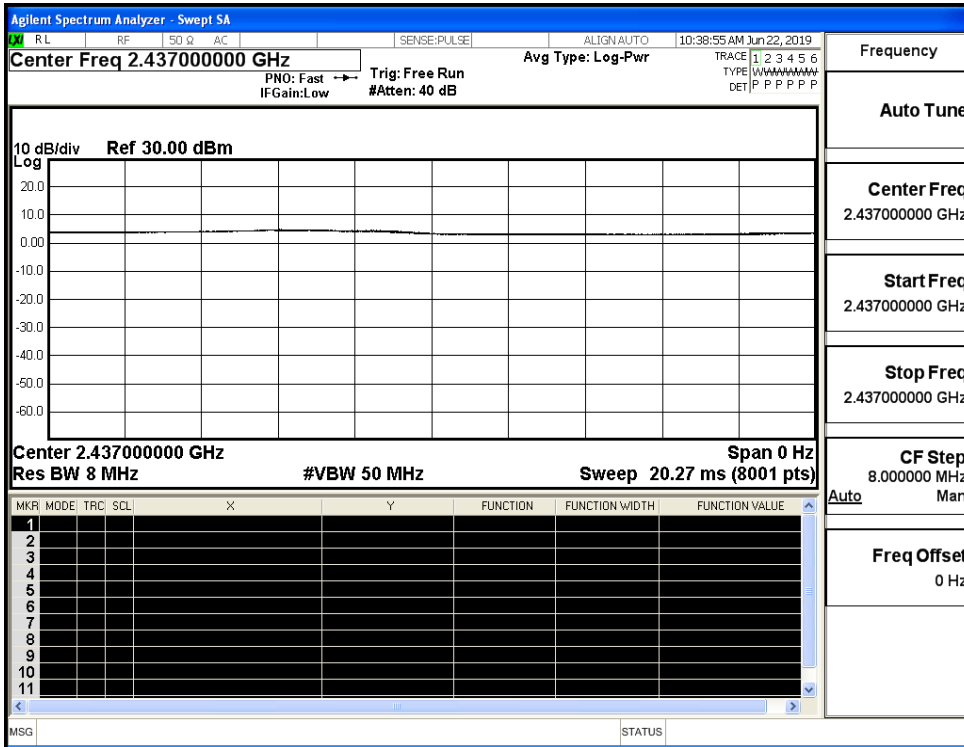 Agilent Spectrum Analyzer - Swept SA
LXI RL RF 50 Ω AC SENSE:PULSE ALIGN AUTO 10:38:55 AM Jun 22, 2019
Center Freq 2.437000000 GHz
PNO: Fast
IFGain:Low
Trig: Free Run
#Atten: 40 dB
Avg Type: Log-Pwr
TRACE 1 2 3 4 5 6
TYPE WWWWWW
DET P P P P P P
10 dB/div Ref 30.00 dBm
Log
20.0
10.0
0.00
-10.0
-20.0
-30.0
-40.0
-50.0
-60.0
Center 2.437000000 GHz Span 0 Hz
Res BW 8 MHz #VBW 50 MHz Sweep 20.27 ms (8001 pts)
MKR MODE TRC SCL X Y FUNCTION FUNCTION WIDTH FUNCTION VALUE
1
2
3
4
5
6
7
8
9
10
11
MSG STATUS
Frequency
Auto Tune
Center Freq
2.437000000 GHz
Start Freq
2.437000000 GHz
Stop Freq
2.437000000 GHz
CF Step
8.000000 MHz
Auto Man
Freq Offset
0 Hz